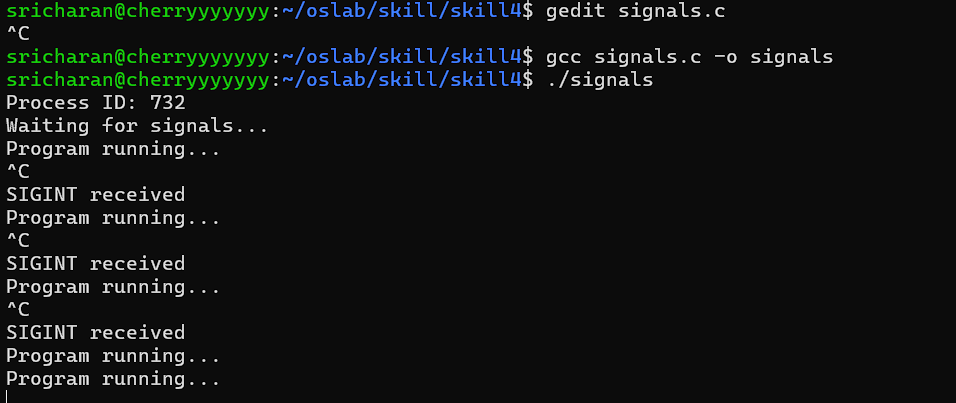 sricharan@cherryyyyyyy:~/oslab/skill/skill4$ gedit signals.c
^C
sricharan@cherryyyyyyy:~/oslab/skill/skill4$ gcc signals.c -o signals
sricharan@cherryyyyyyy:~/oslab/skill/skill4$ ./signals
Process ID: 732
Waiting for signals...
Program running...
^C
SIGINT received
Program running...
^C
SIGINT received
Program running...
^C
SIGINT received
Program running...
Program running...